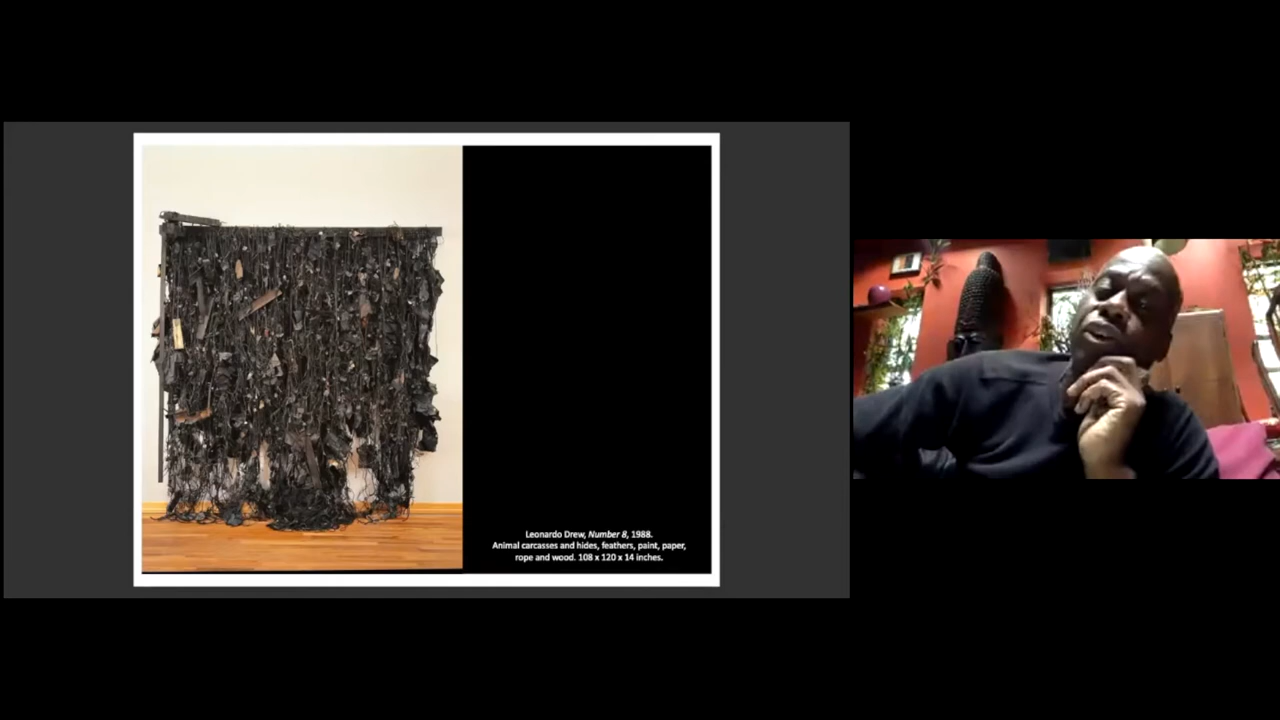 Leonardo Drew, Number 8, 1988.
Animal carcasses and hides, feathers, paint, paper,
rope and wood. 108 x 120 x 14 inches.